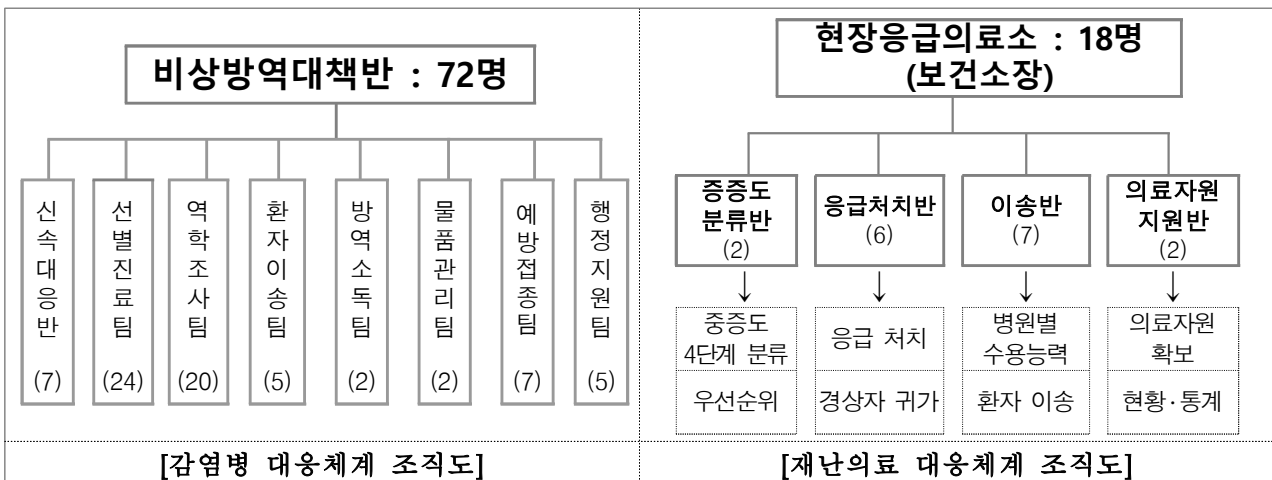 비상방역대책반 : 72명
신속대응반
(7)
선별진료팀
(24)
역학조사팀
(20)
환자이송팀
(5)
방역소독팀
(2)
물품관리팀
(2)
예방접종팀
(7)
행정지원팀
(5)
[감염병 대응체계 조직도]
현장응급의료소 : 18명
(보건소장)
증증도
분류반
(2)
응급처치반
(6)
이송반
(7)
의료자원
지원반
(2)
중증도
4단계 분류
우선순위
응급 처치
경상자 귀가
병원별
수용능력
환자 이송
의료자원
확보
현황·통계
[재난의료 대응체계 조직도]